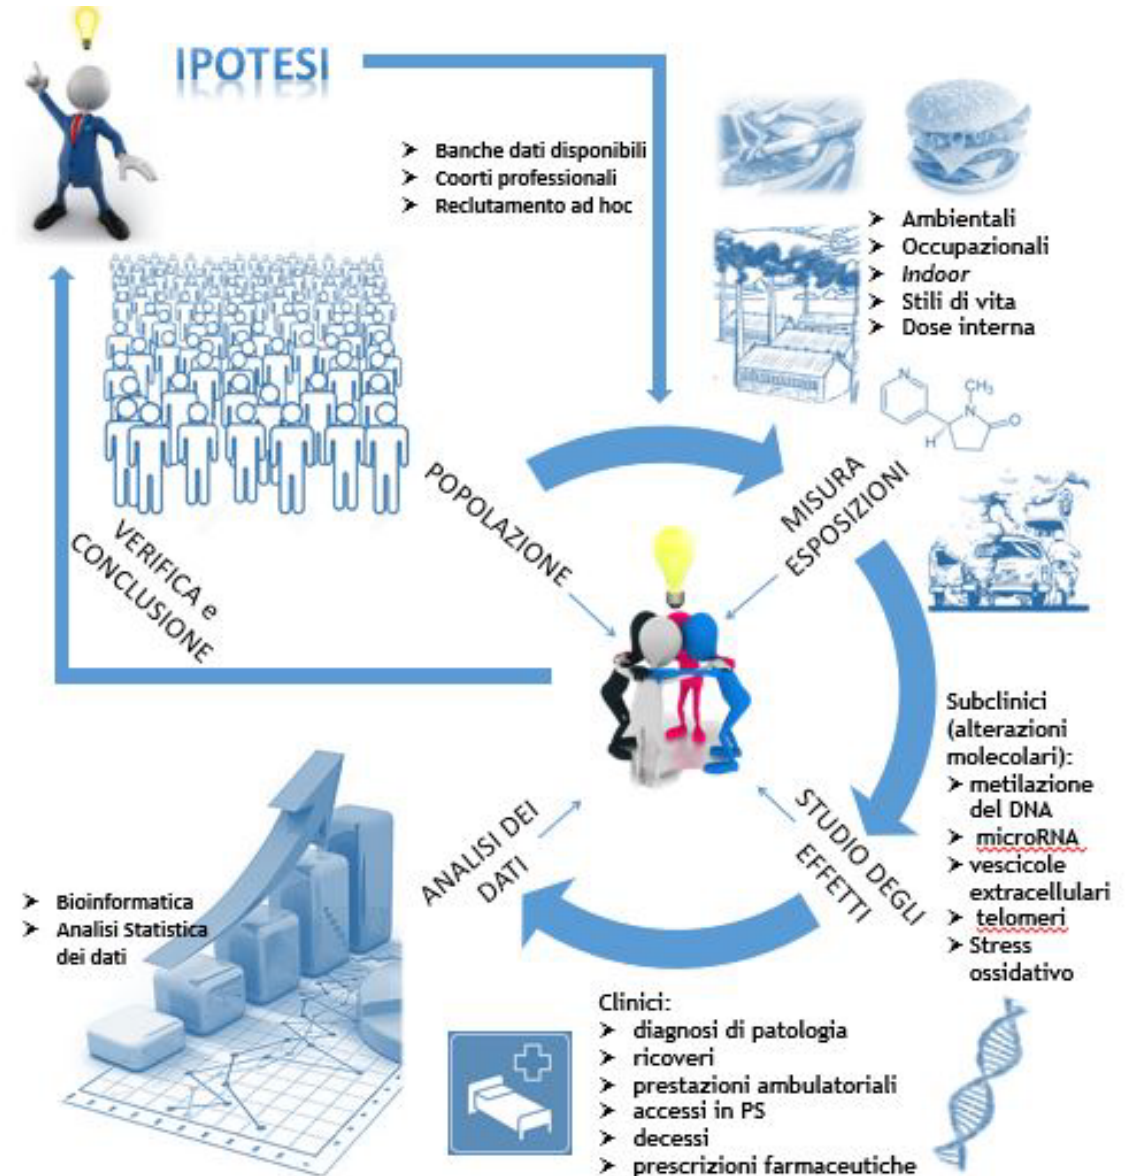 IPOTESI
➢ Banche dati disponibili
➢ Coorti professionali
➢ Reclutamento ad hoc
➢ Ambientali
➢ Occupazionali
➢ Indoor
➢ Stili di vita
➢ Dose interna
N
CH₃
N
O
H
POPOLAZIONE
MISURA
ESPOSIZIONI
VERIFICA e
CONCLUSIONE
Subclinici
(alterazioni
molecolari):
➢ metilazione
del DNA
➢ microRNA
➢ vescicole
extracellulari
➢ telomeri
➢ Stress
ossidativo
STUDIO DEGLI
EFFETTI
ANALISI DEI
DATI
➢ Bioinformatica
➢ Analisi Statistica
dei dati
Clinici:
➢ diagnosi di patologia
➢ ricoveri
➢ prestazioni ambulatoriali
➢ accessi in PS
➢ decessi
➢ prescrizioni farmaceutiche